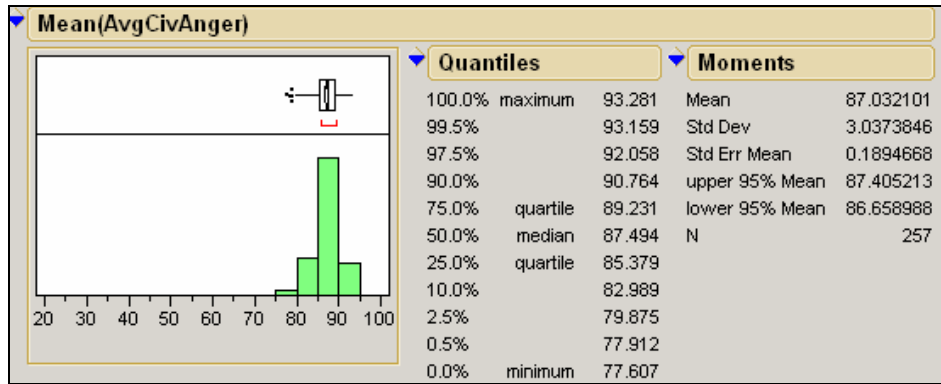 Mean(AvgCivAnger)
20 30 40 50 60 70 80 90 100
Quantiles
100.0% maximum 93.281
99.5% 93.159
97.5% 92.058
90.0% 90.764
75.0% quartile 89.231
50.0% median 87.494
25.0% quartile 85.379
10.0% 82.989
2.5% 79.875
0.5% 77.912
0.0% minimum 77.607
Moments
Mean 87.032101
Std Dev 3.0373846
Std Err Mean 0.1894668
upper 95% Mean 87.405213
lower 95% Mean 86.658988
N 257